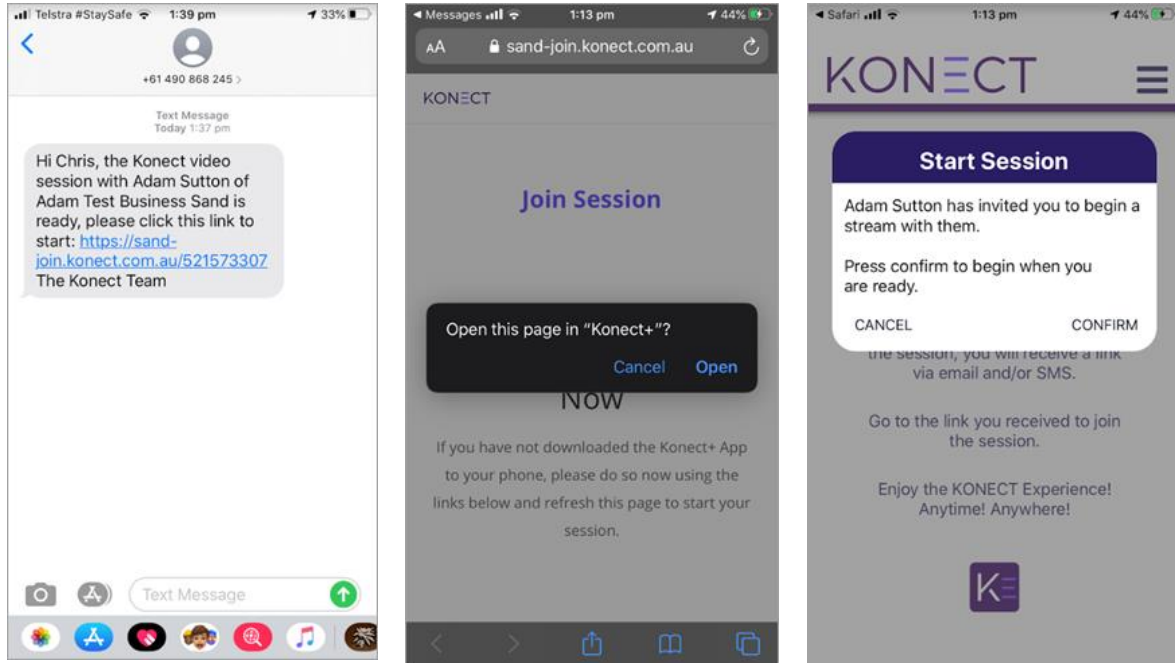 Telstra #StaySafe 1:39 pm 33%
+61 490 868 245 >
Text Message
Today 1:37 pm
Hi Chris, the Konect video
session with Adam Sutton of
Adam Test Business Sand is
ready, please click this link to
start: https://sand-
join.konect.com.au/521573307
The Konect Team
Text Message
Messages 1:13 pm 44%
AA sand-join.konect.com.au
KONECT
Join Session
Open this page in “Konect+”?
Cancel Open
Now
If you have not downloaded the Konect+ App
to your phone, please do so now using the
links below and refresh this page to start your
session.
Safari 1:13 pm 44%
KONECT
Start Session
Adam Sutton has invited you to begin a
stream with them.
Press confirm to begin when you
are ready.
CANCEL CONFIRM
the session, you will receive a link
via email and/or SMS.
Go to the link you received to join
the session.
Enjoy the KONECT Experience!
Anytime! Anywhere!
KE